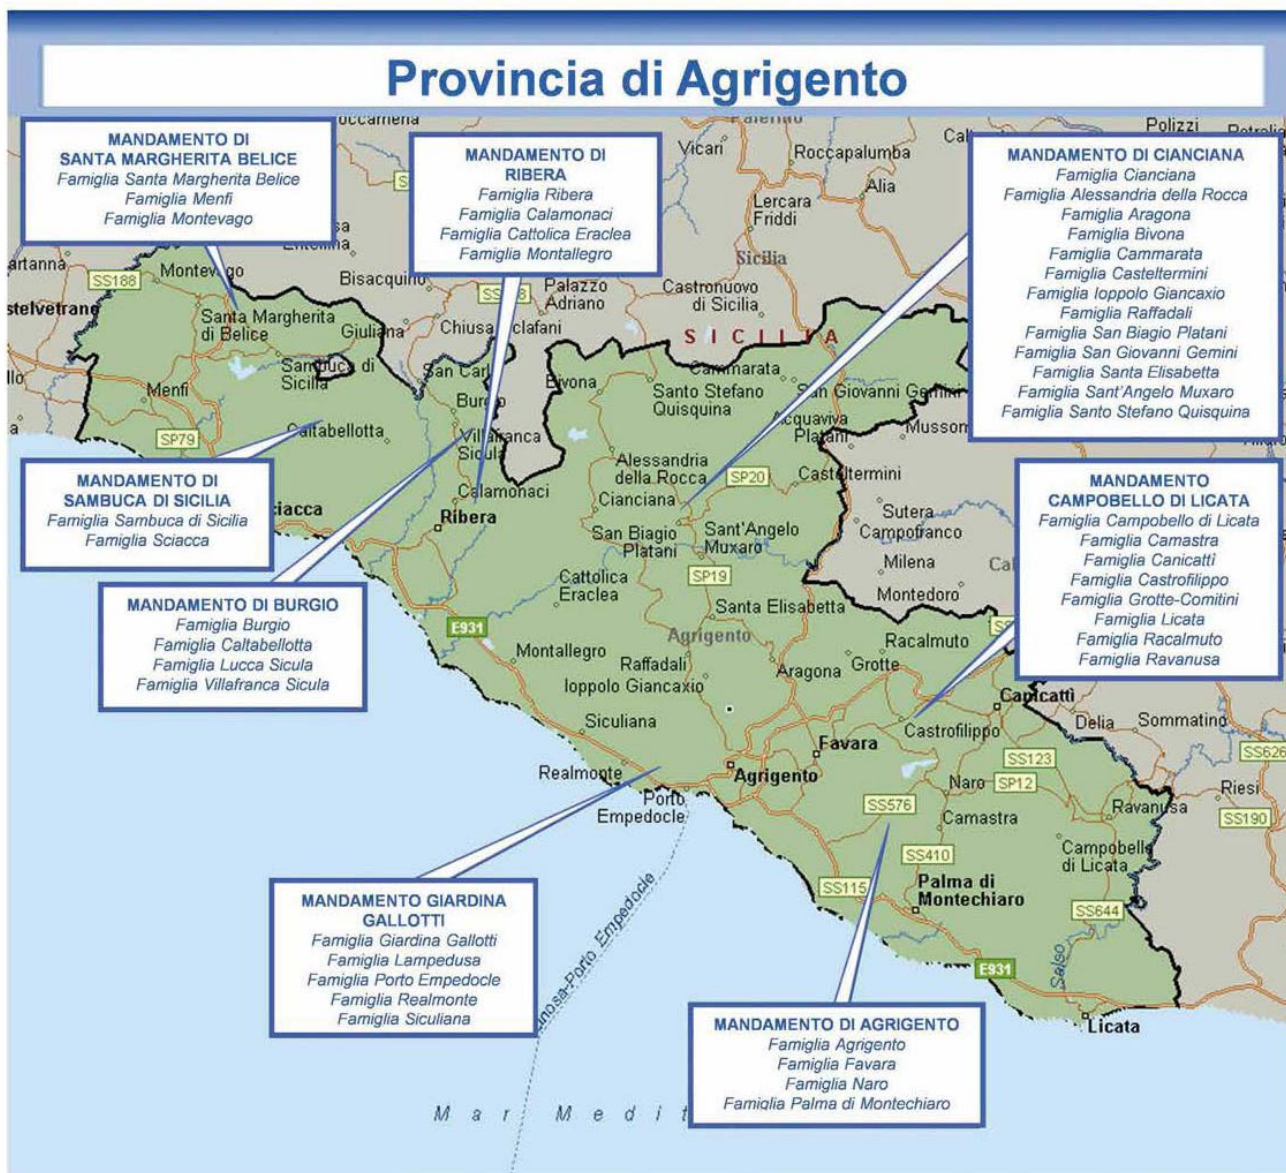 Provincia di Agrigento
MANDAMENTO DI
SANTA MARGHERITA BELICE
Famiglia Santa Margherita Belice
Famiglia Menfi
Famiglia Montevago
MANDAMENTO DI
RIBERA
Famiglia Ribera
Famiglia Calamonaci
Famiglia Cattolica Eraclea
Famiglia Montallegro
MANDAMENTO DI CIANCIANA
Famiglia Cianciana
Famiglia Alessandria della Rocca
Famiglia Aragona
Famiglia Bivona
Famiglia Cammarata
Famiglia Casteltermini
Famiglia Ioppolo Giancaxio
Famiglia Raffadali
Famiglia San Biagio Platani
Famiglia San Giovanni Gemini
Famiglia Santa Elisabetta
Famiglia Sant'Angelo Muxaro
Famiglia Santo Stefano Quisquina
MANDAMENTO DI
SAMBUCA DI SICILIA
Famiglia Sambuca di Sicilia
Famiglia Sciacca
MANDAMENTO DI BURGIO
Famiglia Burgio
Famiglia Caltabellotta
Famiglia Lucca Sicula
Famiglia Villafranca Sicula
MANDAMENTO
CAMPOBELLO DI LICATA
Famiglia Campobello di Licata
Famiglia Camastra
Famiglia Canicattì
Famiglia Castrofilippo
Famiglia Grotte-Comitini
Famiglia Licata
Famiglia Racalmuto
Famiglia Ravanusa
MANDAMENTO GIARDINA
GALLOTTI
Famiglia Giardina Gallotti
Famiglia Lampedusa
Famiglia Porto Empedocle
Famiglia Realmonte
Famiglia Siculiana
MANDAMENTO DI AGRIGENTO
Famiglia Agrigento
Famiglia Favara
Famiglia Naro
Famiglia Palma di Montechiaro
Palermo
Polizzi
Vicari
Roccapalumba
Alia
Lercara
Friddi
Sicilia
Castronuovo
di Sicilia
SICILIA
SS188
Montevago
Bisacquino
Palazzo
Adriano
Santa Margherita
di Belice
Giuliana
Sambuca di
Sicilia
Menfi
SP79
Caltabellotta
Burgio
Villafranca
Sicula
Calamonaci
Ribera
Bivona
Santo Stefano
Quisquina
Cammarata
San Giovanni Gemini
Acquaviva
Platani
Casteltermini
Alessandria
della Rocca
Cianciana
SP20
San Biagio
Platani
Sant'Angelo
Muxaro
SP19
Sutera
Campofranco
Milena
Montedoro
Cattolica
Eraclea
Santa Elisabetta
E931
Agrigento
Montallegro
Raffadali
Ioppolo Giancaxio
Aragona
Grotte
Racalmuto
Siculiana
Canicattì
Castrofilippo
Delia
Sommatino
Favara
Agrigento
Realmonte
Porto
Empedocle
SS123
SS626
Naro
SP12
Riesi
SS190
SS576
Ravanusa
Camastra
SS410
Campobello
di Licata
SS115
Palma di
Montechiaro
SS644
Salso
E931
Licata
Porto Empedocle
Mar